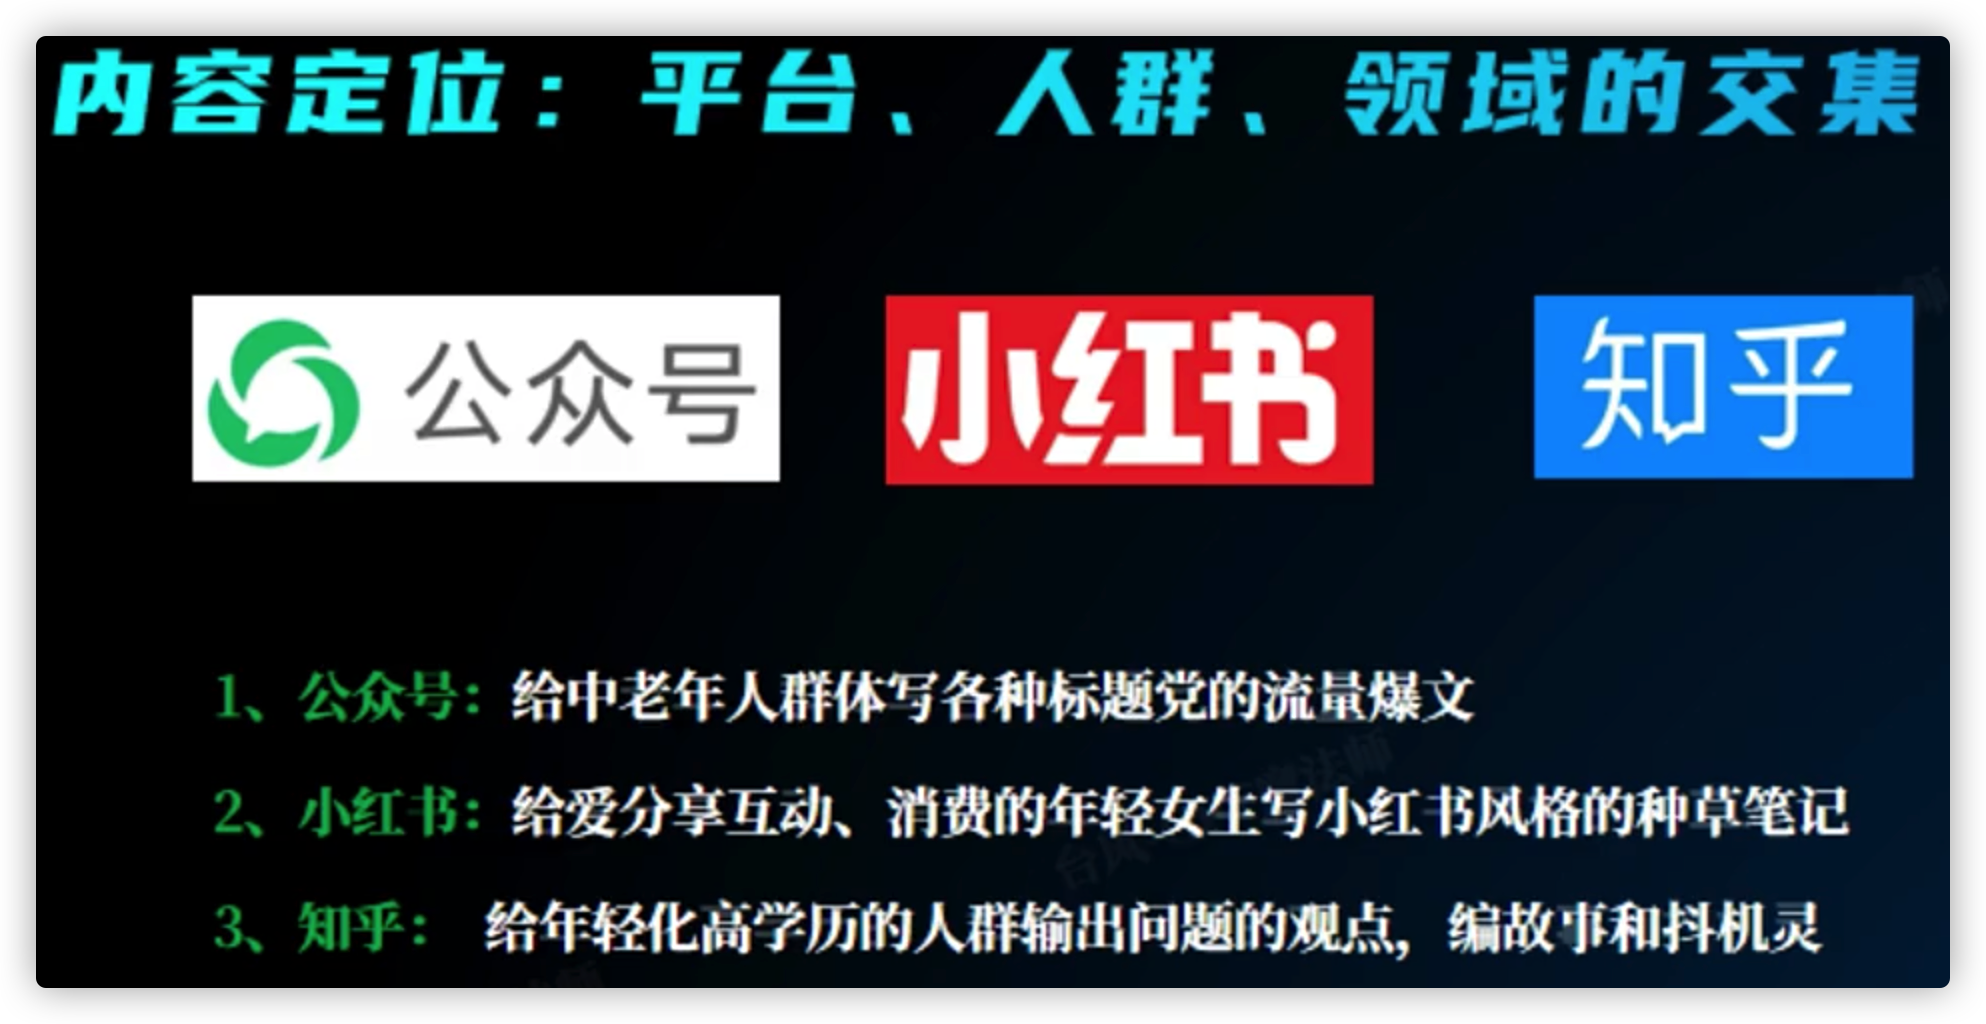 内容定位：平台、人群、领域的交集
公众号
小红书
知乎
1、公众号：给中老年人群体写各种标题党的流量爆文
2、小红书：给爱分享互动、消费的年轻女生写小红书风格的种草笔记
3、知乎：给年轻化高学历的人群输出问题的观点，编故事和抖机灵